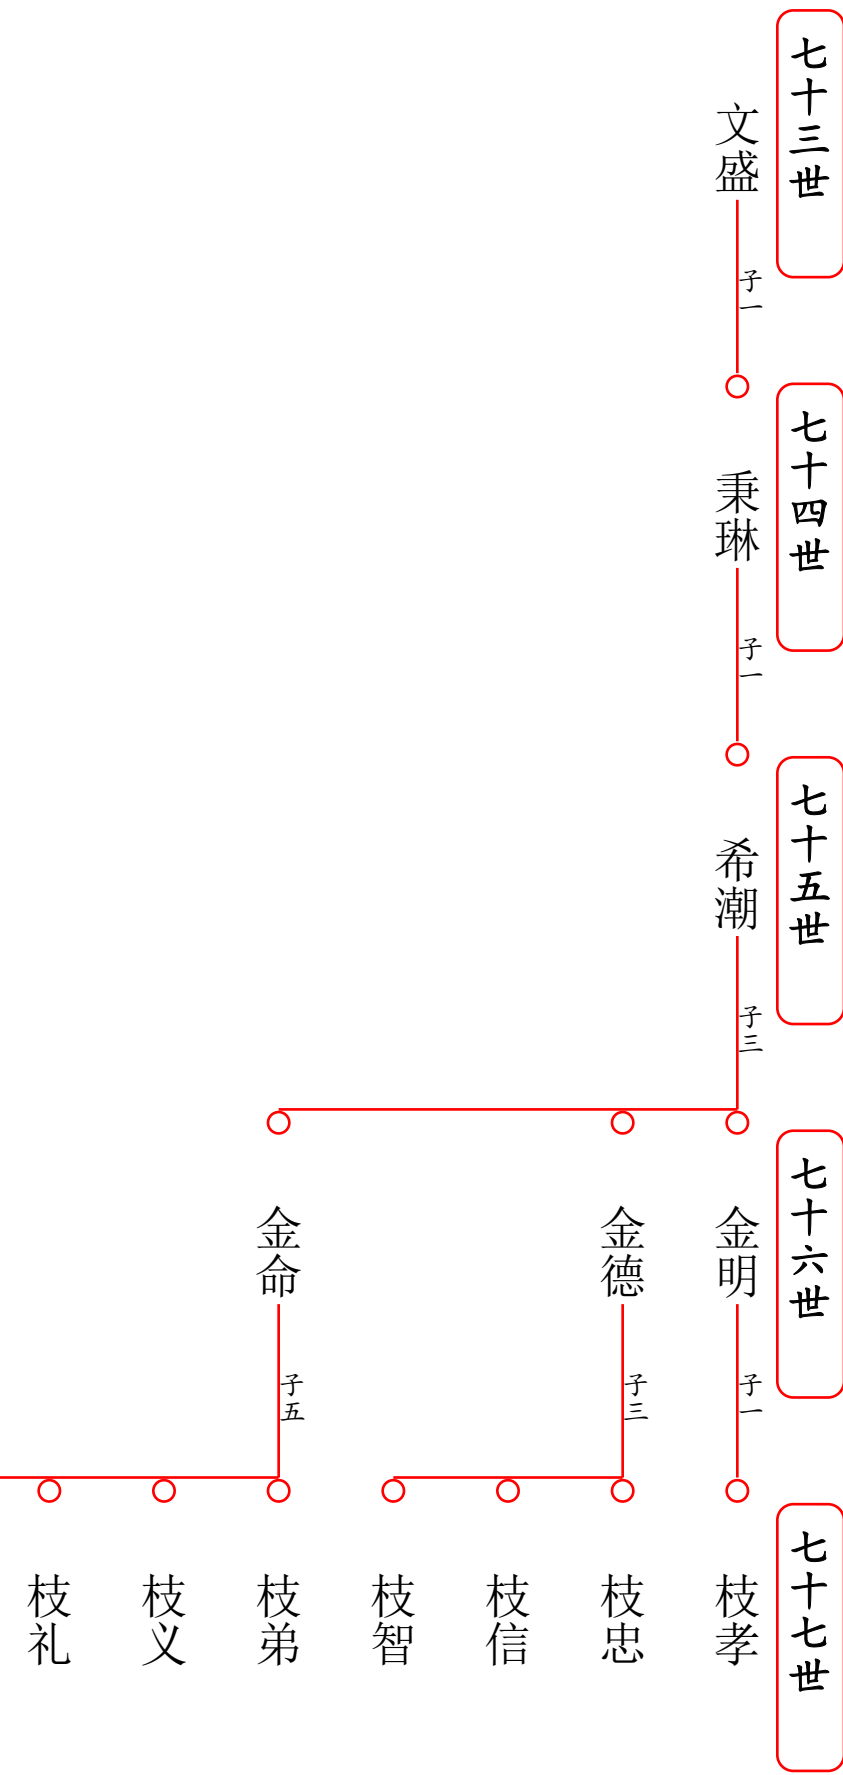 七十三世
文盛
子一
七十四世
秉琳
子一
七十五世
希潮
子三
七十六世
金明
子一
金德
子三
金命
子五
七十七世
枝孝
枝忠
枝信
枝智
枝弟
枝义
枝礼